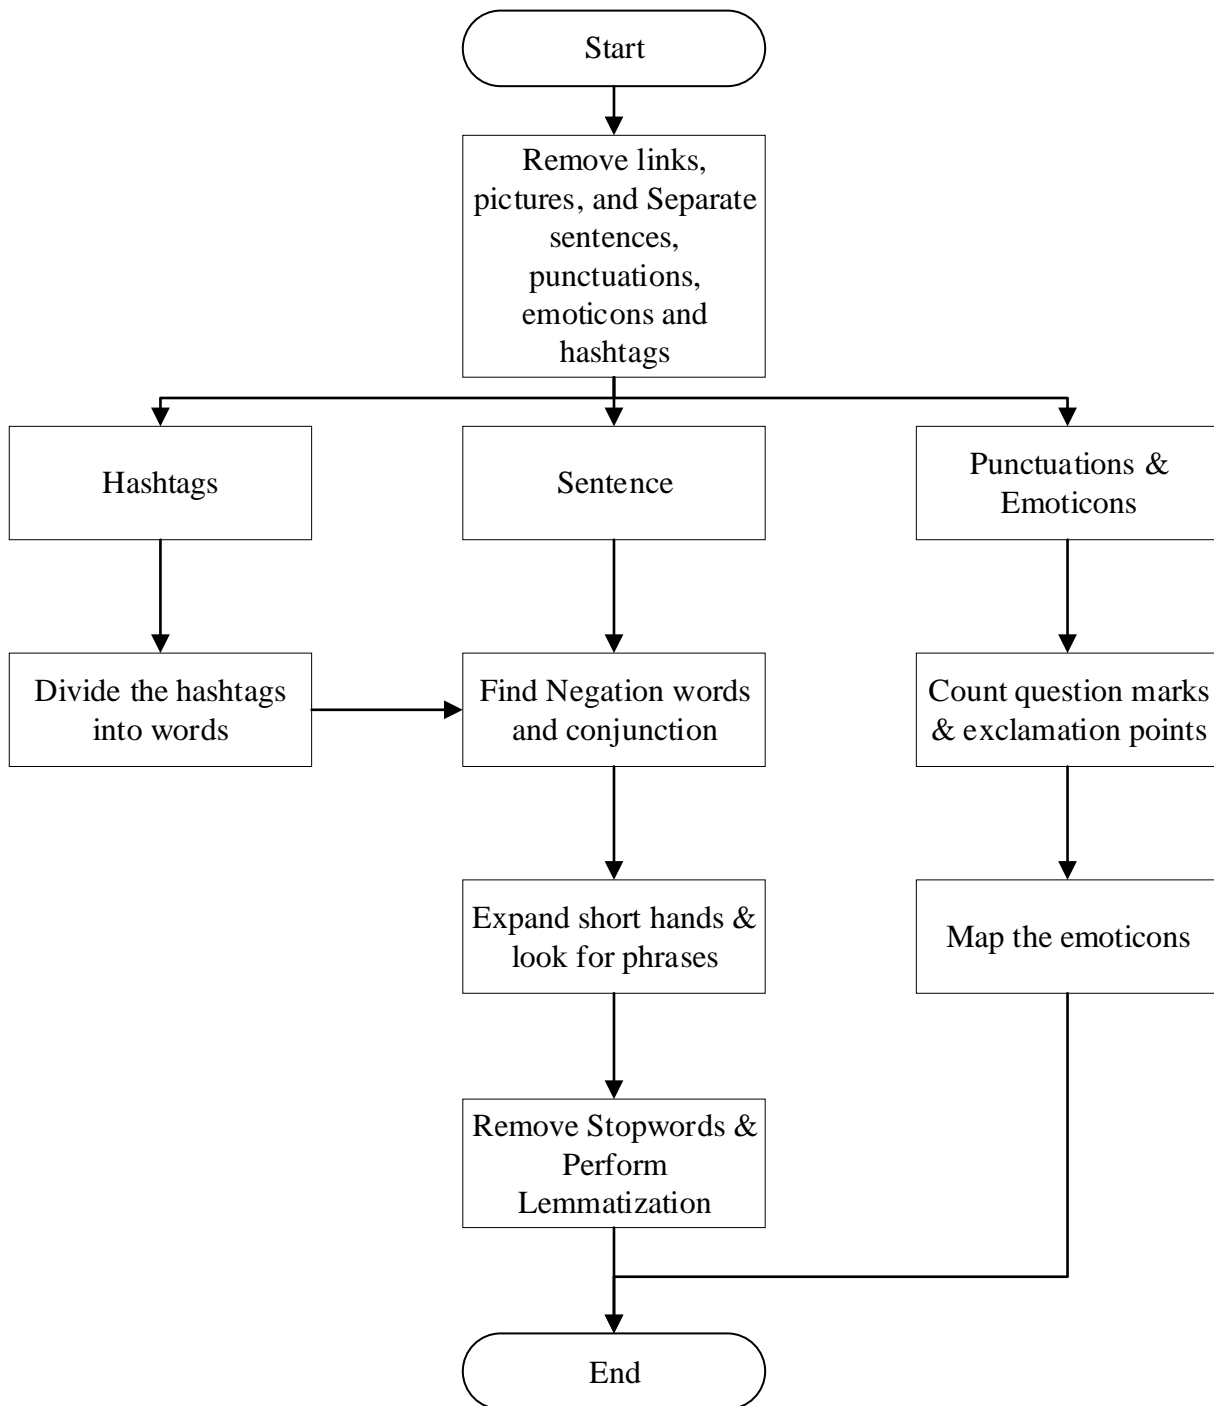 Start
Remove links,
pictures, and Separate
sentences,
punctuations,
emoticons and
hashtags
Hashtags
Sentence
Punctuations &
Emoticons
Divide the hashtags
into words
Find Negation words
and conjunction
Count question marks
& exclamation points
Expand short hands &
look for phrases
Map the emoticons
Remove Stopwords &
Perform
Lemmatization
End